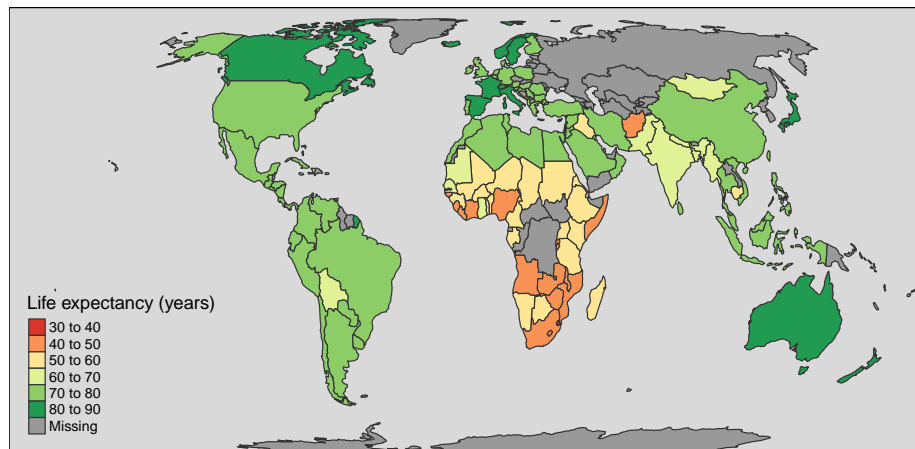 Life expectancy (years)
30 to 40
40 to 50
50 to 60
60 to 70
70 to 80
80 to 90
Missing